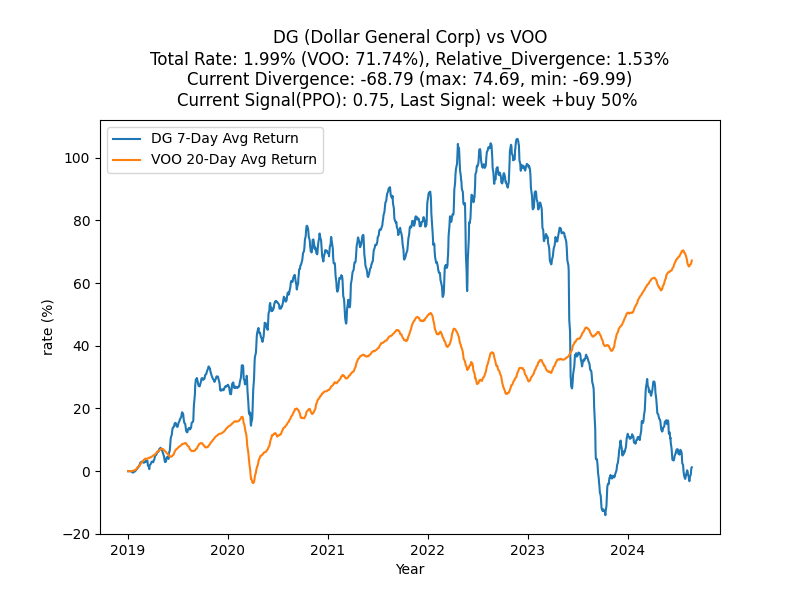 DG (Dollar General Corp) vs VOO
Total Rate: 1.99% (VOO: 71.74%), Relative_Divergence: 1.53%
Current Divergence: -68.79 (max: 74.69, min: -69.99)
Current Signal(PPO): 0.75, Last Signal: week +buy 50%
DG 7-Day Avg Return
VOO 20-Day Avg Return
rate (%)
100
80
60
40
20
0
−20
2019 2020 2021 2022 2023 2024
Year